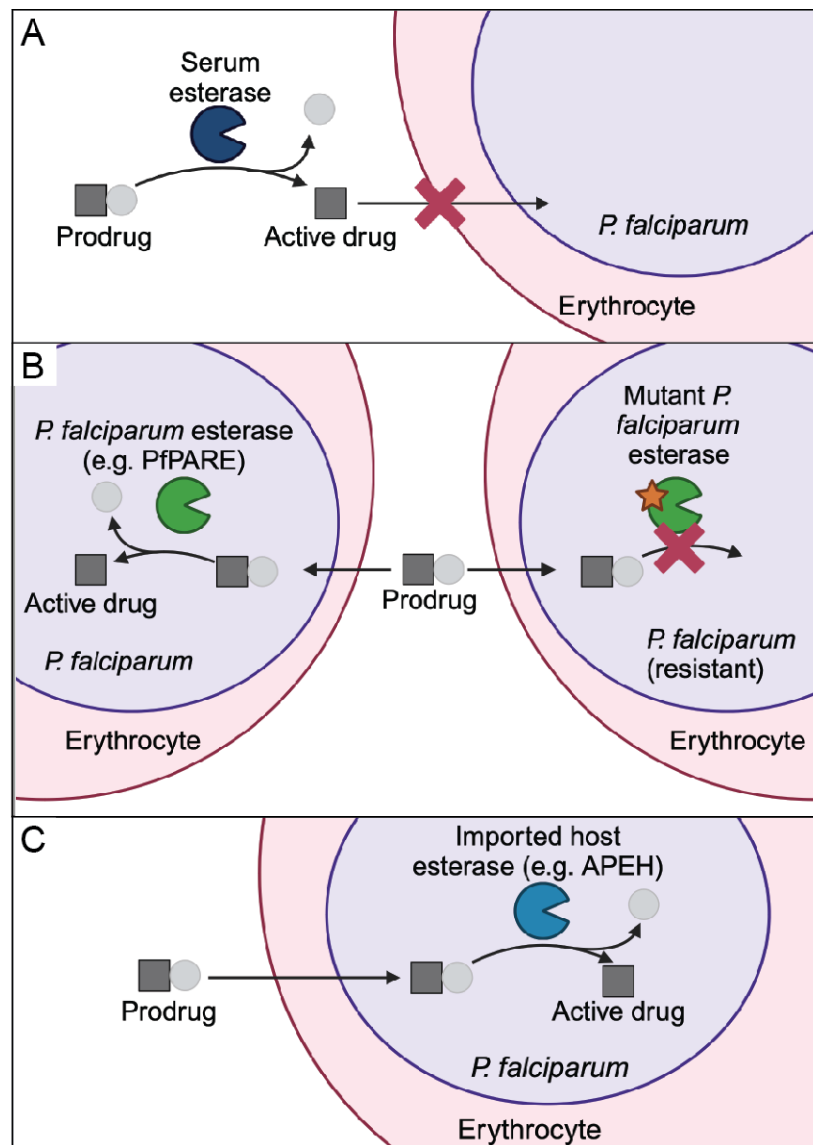 A
Serum
esterase
Prodrug
Active drug
P. falciparum
Erythrocyte
B
P. falciparum esterase
(e.g. PfPARE)
Active drug
P. falciparum
Erythrocyte
Prodrug
Mutant P.
falciparum
esterase
P. falciparum
(resistant)
Erythrocyte
C
Imported host
esterase (e.g. APEH)
Prodrug
Active drug
P. falciparum
Erythrocyte